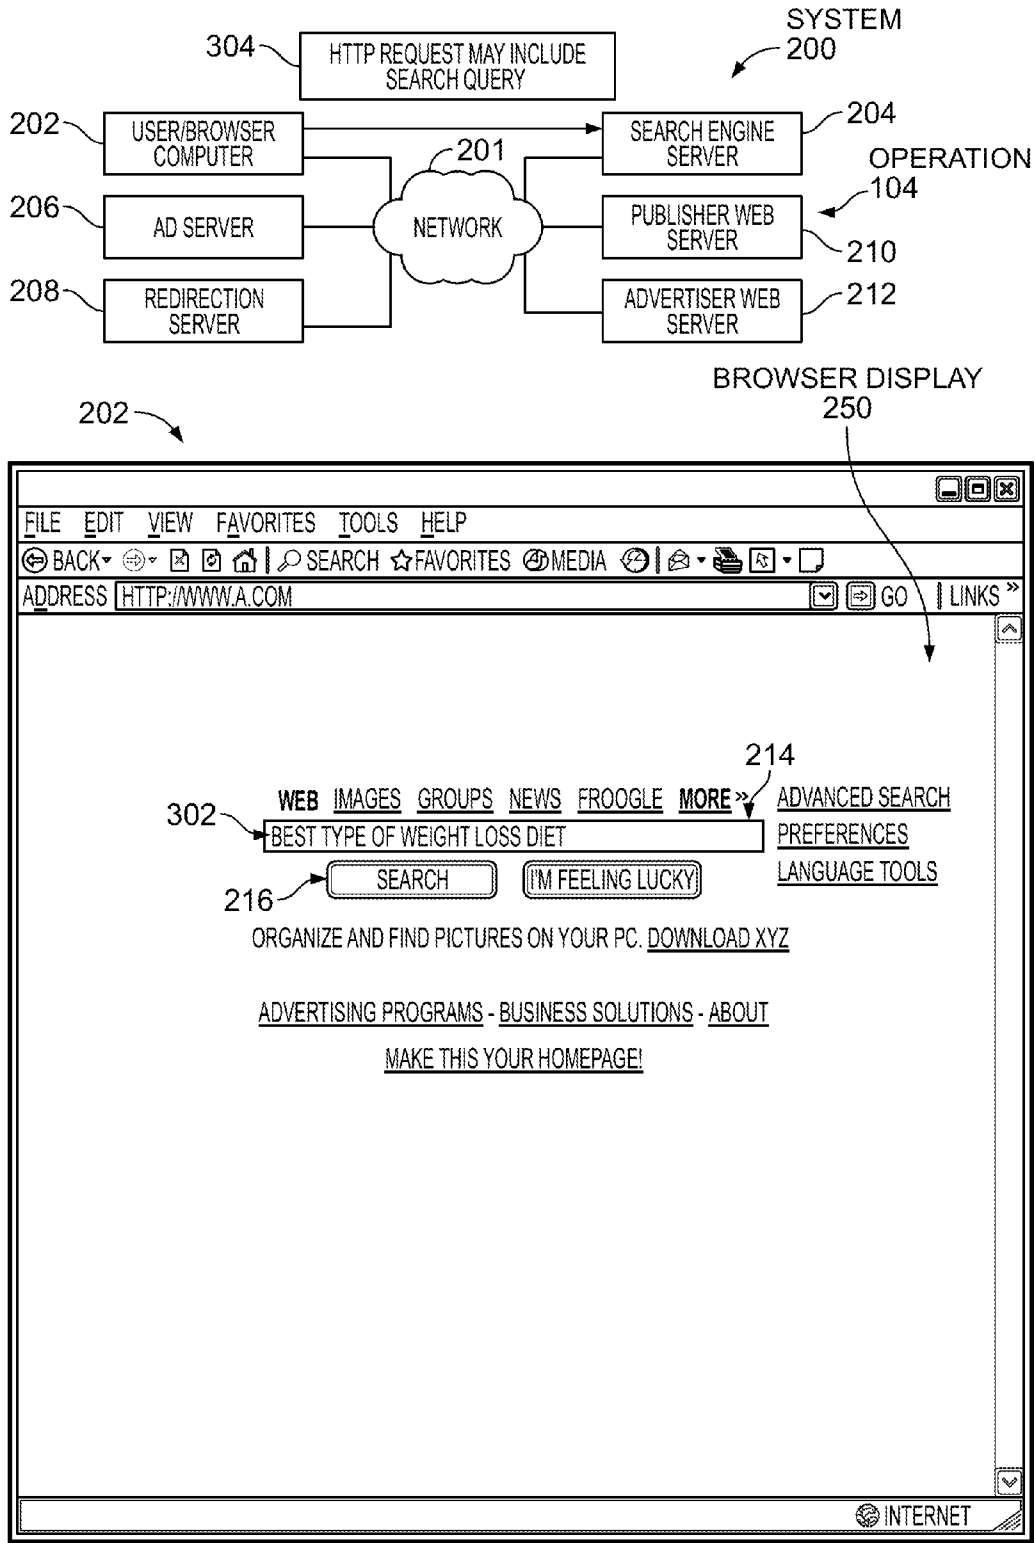 SYSTEM
200
304
HTTP REQUEST MAY INCLUDE
SEARCH QUERY
202
USER/BROWSER
COMPUTER
SEARCH ENGINE
SERVER
204
201
OPERATION
104
206
AD SERVER
NETWORK
PUBLISHER WEB
SERVER
210
208
REDIRECTION
SERVER
ADVERTISER WEB
SERVER
212
BROWSER DISPLAY
250
202
FILE EDIT VIEW FAVORITES TOOLS HELP
BACK SEARCH FAVORITES MEDIA
ADDRESS HTTP://WWW.A.COM GO LINKS »
214
WEB IMAGES GROUPS NEWS FROOGLE MORE » ADVANCED SEARCH
302
BEST TYPE OF WEIGHT LOSS DIET PREFERENCES
216
SEARCH I'M FEELING LUCKY LANGUAGE TOOLS
ORGANIZE AND FIND PICTURES ON YOUR PC. DOWNLOAD XYZ
ADVERTISING PROGRAMS - BUSINESS SOLUTIONS - ABOUT
MAKE THIS YOUR HOMEPAGE!
INTERNET